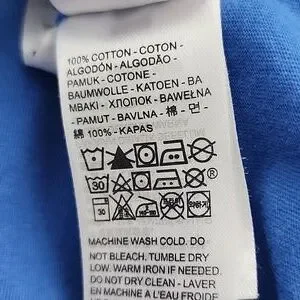 100% COTTON - COTON -
ALGODÓN - ALGODÃO -
PAMUK - COTONE -
BAUMWOLLE - KATOEN - BA
MBAKI - ХЛОПОК - BAWEŁNA
- PAMUT - BAVLNA - 棉 - 면 -
綿 100% - KAPAS
30
®
30
MACHINE WASH COLD. DO
NOT BLEACH. TUMBLE DRY
LOW. WARM IRON IF NEEDED.
DO NOT DRY CLEAN - LAVER
EN MACHINE À L'EAU FROIDE